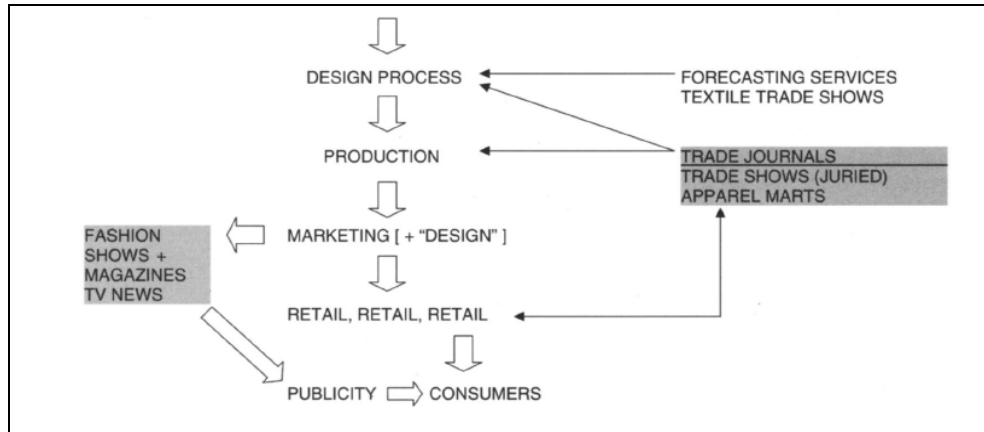 DESIGN PROCESS
FORECASTING SERVICES
TEXTILE TRADE SHOWS
PRODUCTION
TRADE JOURNALS
TRADE SHOWS (JURIED)
APPAREL MARTS
MARKETING [ + “DESIGN” ]
FASHION
SHOWS +
MAGAZINES
TV NEWS
RETAIL, RETAIL, RETAIL
PUBLICITY
CONSUMERS